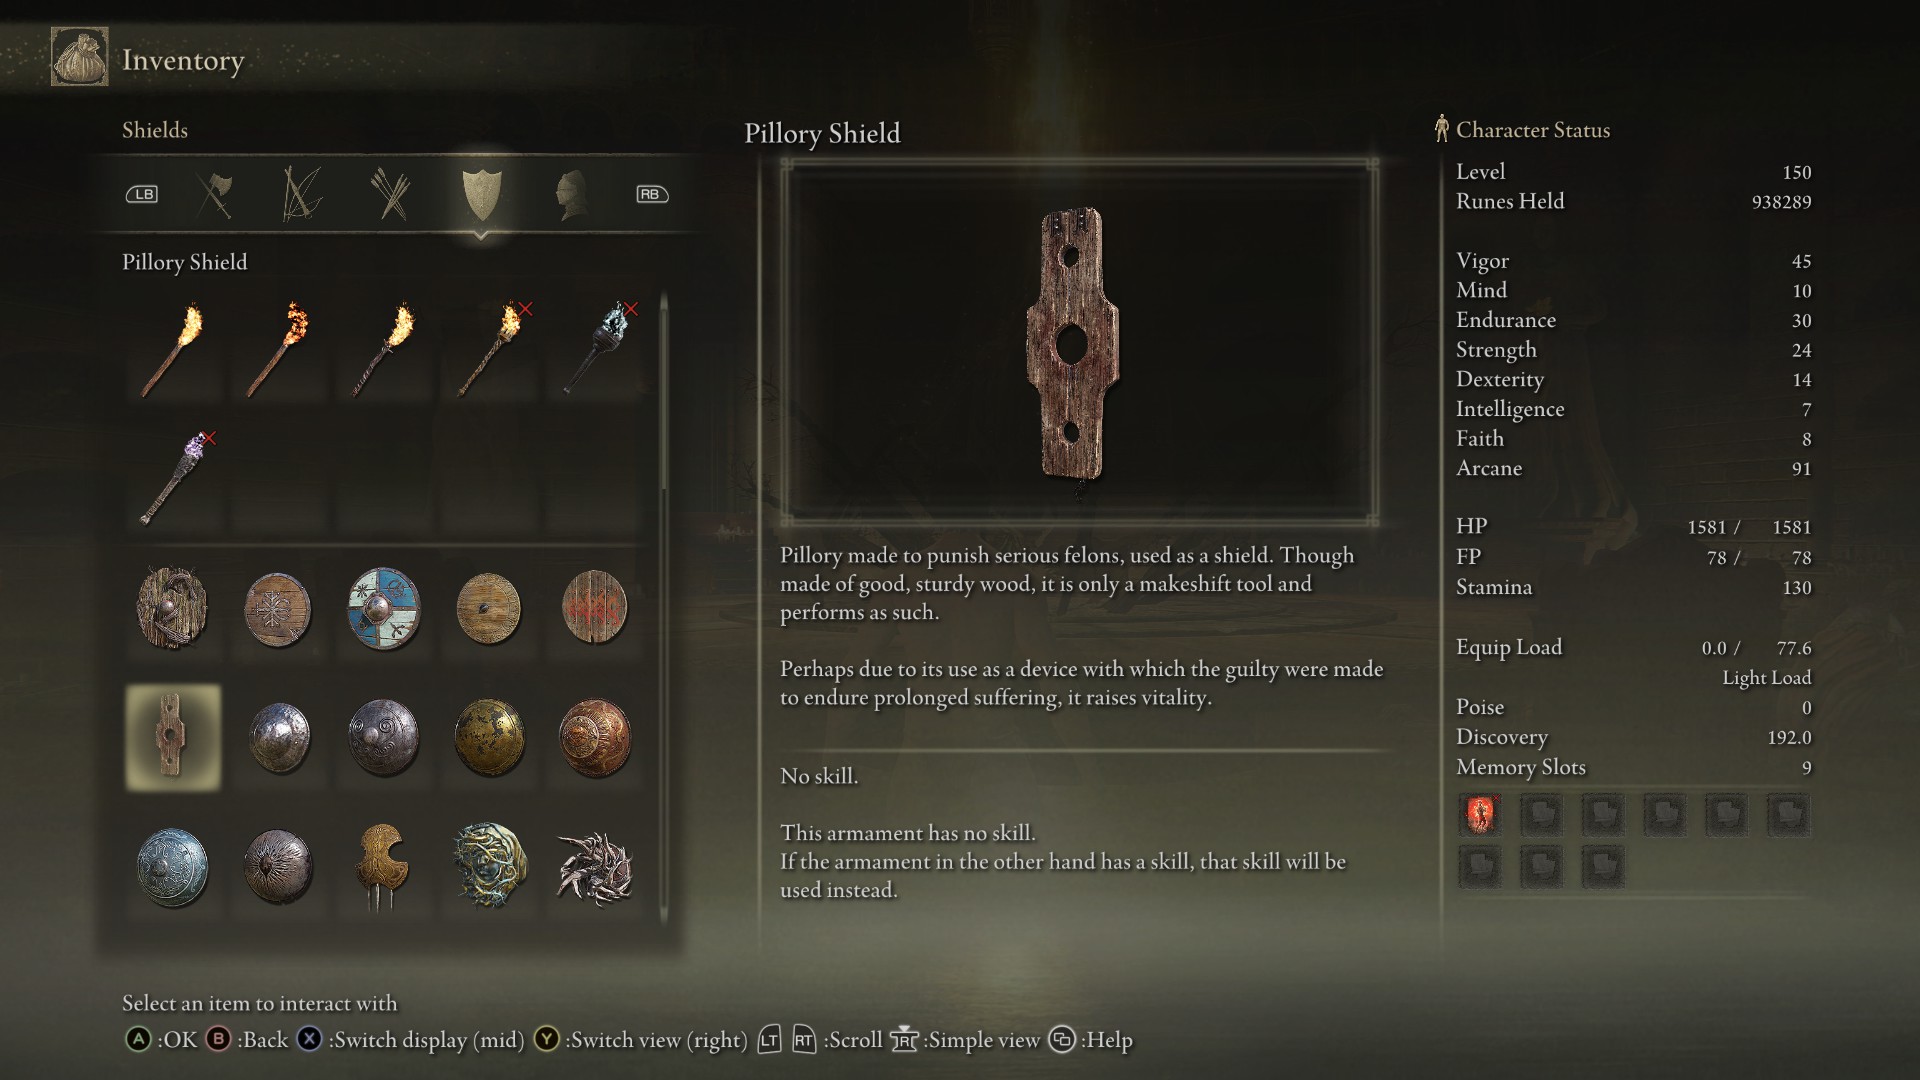 Inventory
Shields
LB
RB
Pillory Shield
Pillory Shield
Pillory made to punish serious felons, used as a shield. Though
made of good, sturdy wood, it is only a makeshift tool and
performs as such.
Perhaps due to its use as a device with which the guilty were made
to endure prolonged suffering, it raises vitality.
No skill.
This armament has no skill.
If the armament in the other hand has a skill, that skill will be
used instead.
Character Status
Level 150
Runes Held 938289
Vigor 45
Mind 10
Endurance 30
Strength 24
Dexterity 14
Intelligence 7
Faith 8
Arcane 91
HP 1581 / 1581
FP 78 / 78
Stamina 130
Equip Load 0.0 / 77.6
Light Load
Poise 0
Discovery 192.0
Memory Slots 9
Select an item to interact with
A :OK B :Back X :Switch display (mid) Y :Switch view (right) LT RT :Scroll R :Simple view :Help